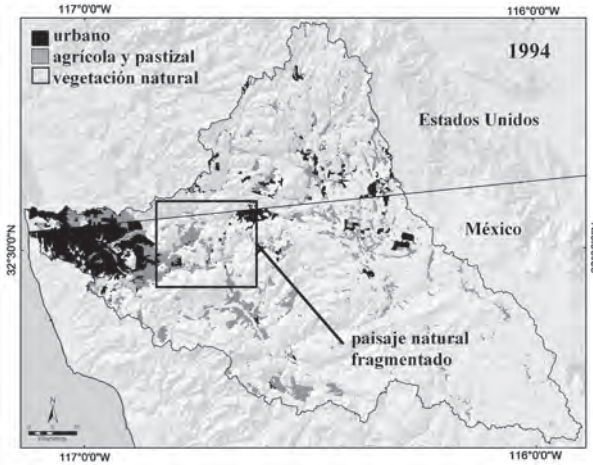 117°0'0"W
116°0'0"W
urbano
agrícola y pastizal
vegetación natural
1994
Estados Unidos
México
32°30'0"N
paisaje natural
fragmentado
N
117°0'0"W
116°0'0"W